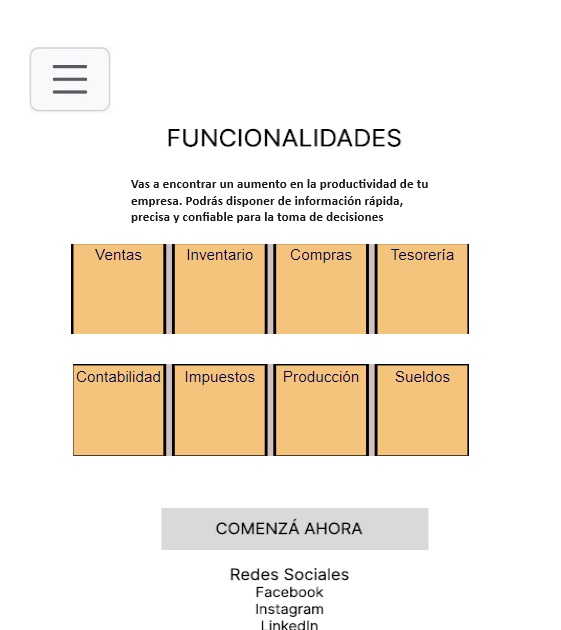 FUNCIONALIDADES
Vas a encontrar un aumento en la productividad de tu
empresa. Podrás disponer de información rápida,
precisa y confiable para la toma de decisiones
Ventas Inventario Compras Tesorería
Contabilidad Impuestos Producción Sueldos
COMENZÁ AHORA
Redes Sociales
Facebook
Instagram
LinkedIn